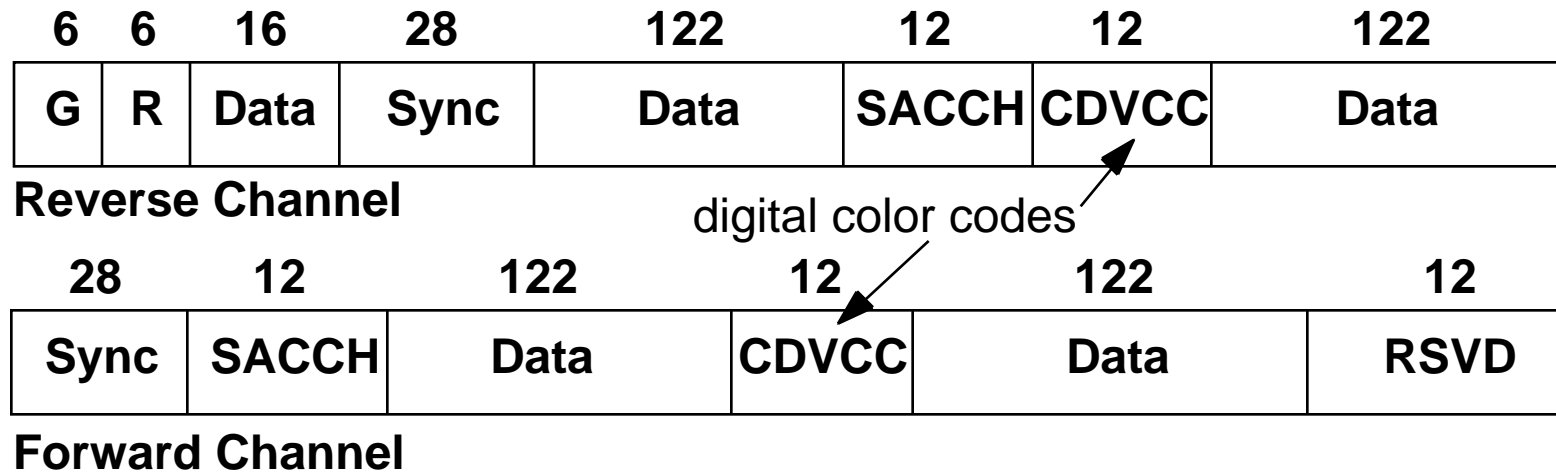 6 6 16 28 122 12 12 122
G R Data Sync Data SACCH CDVCC Data
Reverse Channel
digital color codes
28 12 122 12 122 12
Sync SACCH Data CDVCC Data RSVD
Forward Channel